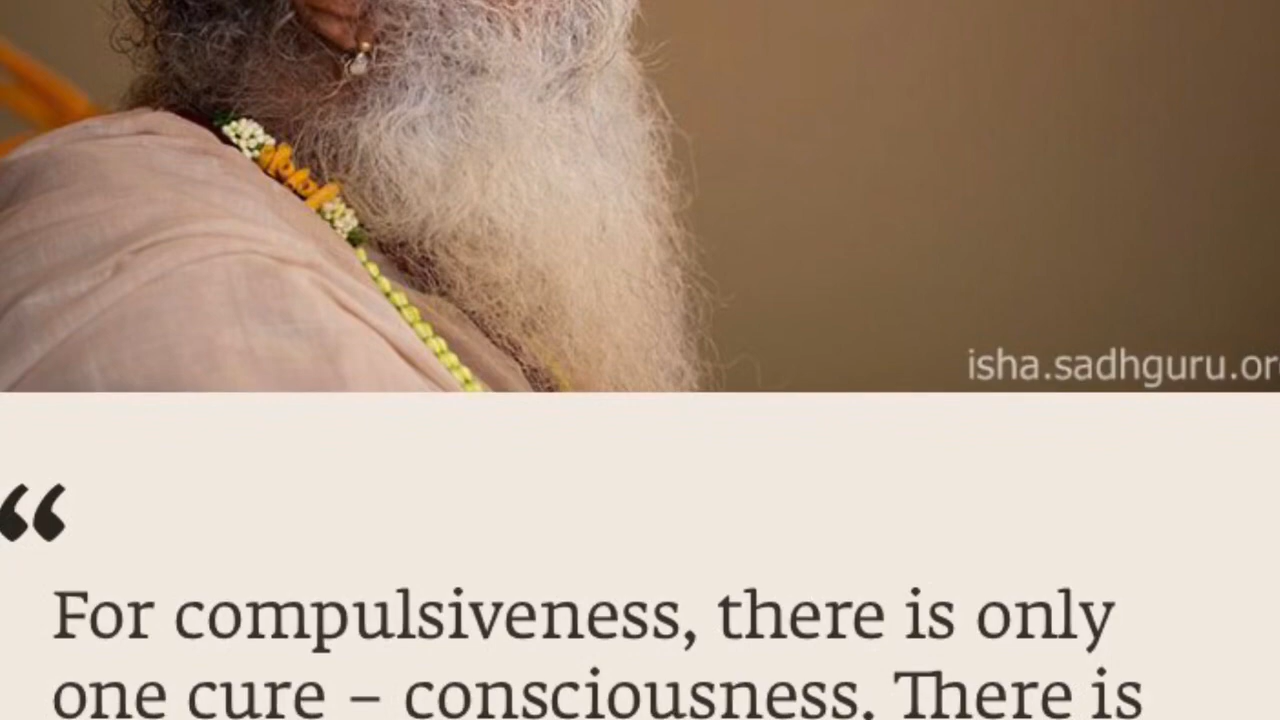 isha.sadhguru.or
“
For compulsiveness, there is only
one cure – consciousness. There is